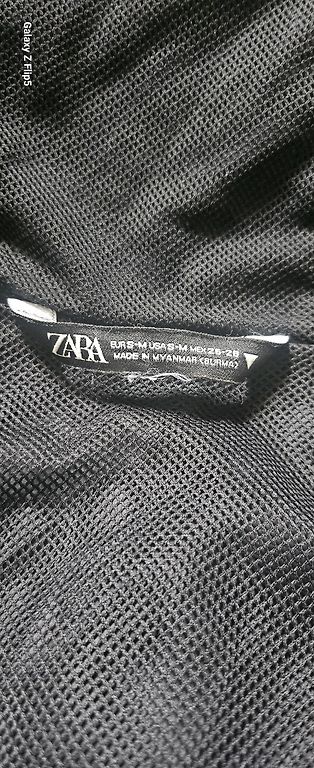 Galaxy Z Flip5
ZARA
EUR S-M USA S-M MEX 26-28
MADE IN MYANMAR (BURMA)